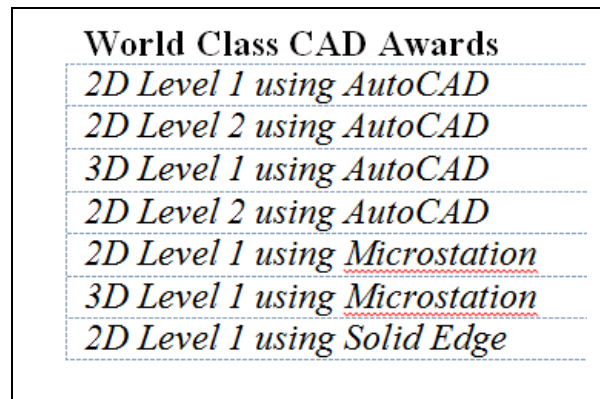 World Class CAD Awards
2D Level 1 using AutoCAD
2D Level 2 using AutoCAD
3D Level 1 using AutoCAD
2D Level 2 using AutoCAD
2D Level 1 using Microstation
3D Level 1 using Microstation
2D Level 1 using Solid Edge